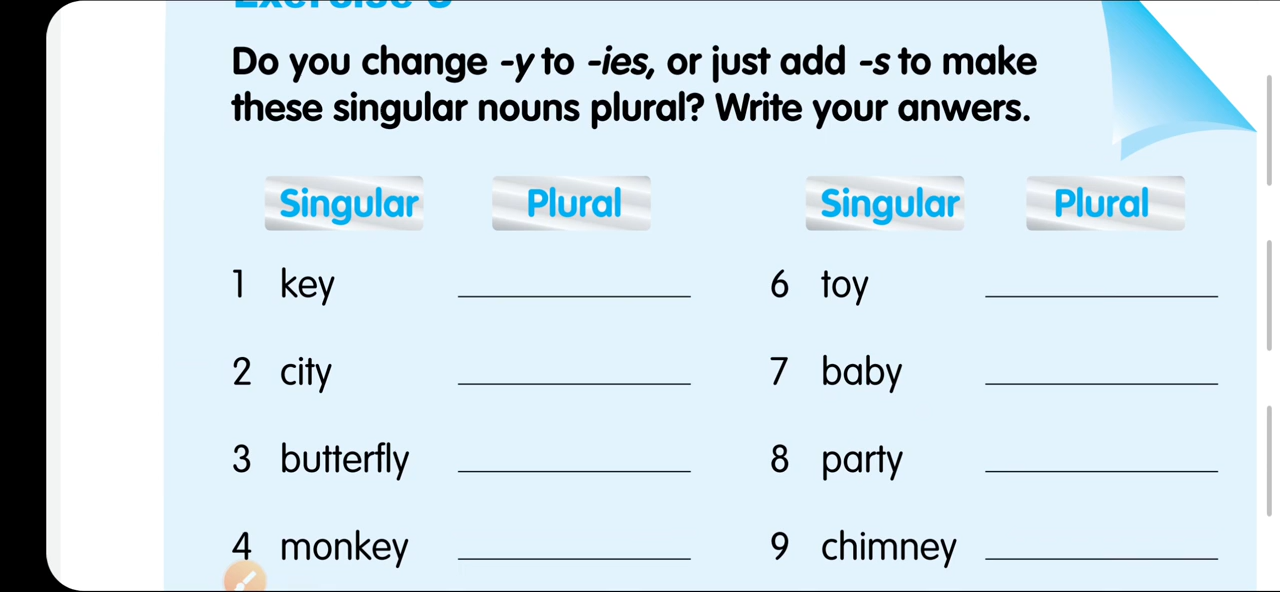 Do you change -y to -ies, or just add -s to make
these singular nouns plural? Write your anwers.
Singular Plural Singular Plural
1 key 6 toy
2 city 7 baby
3 butterfly 8 party
4 monkey 9 chimney